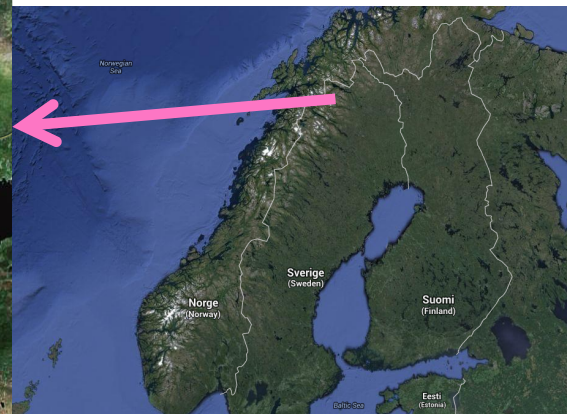 Norwegian
Sea
Sverige
(Sweden)
Norge
(Norway)
Suomi
(Finland)
Eesti
(Estonia)
Baltic Sea